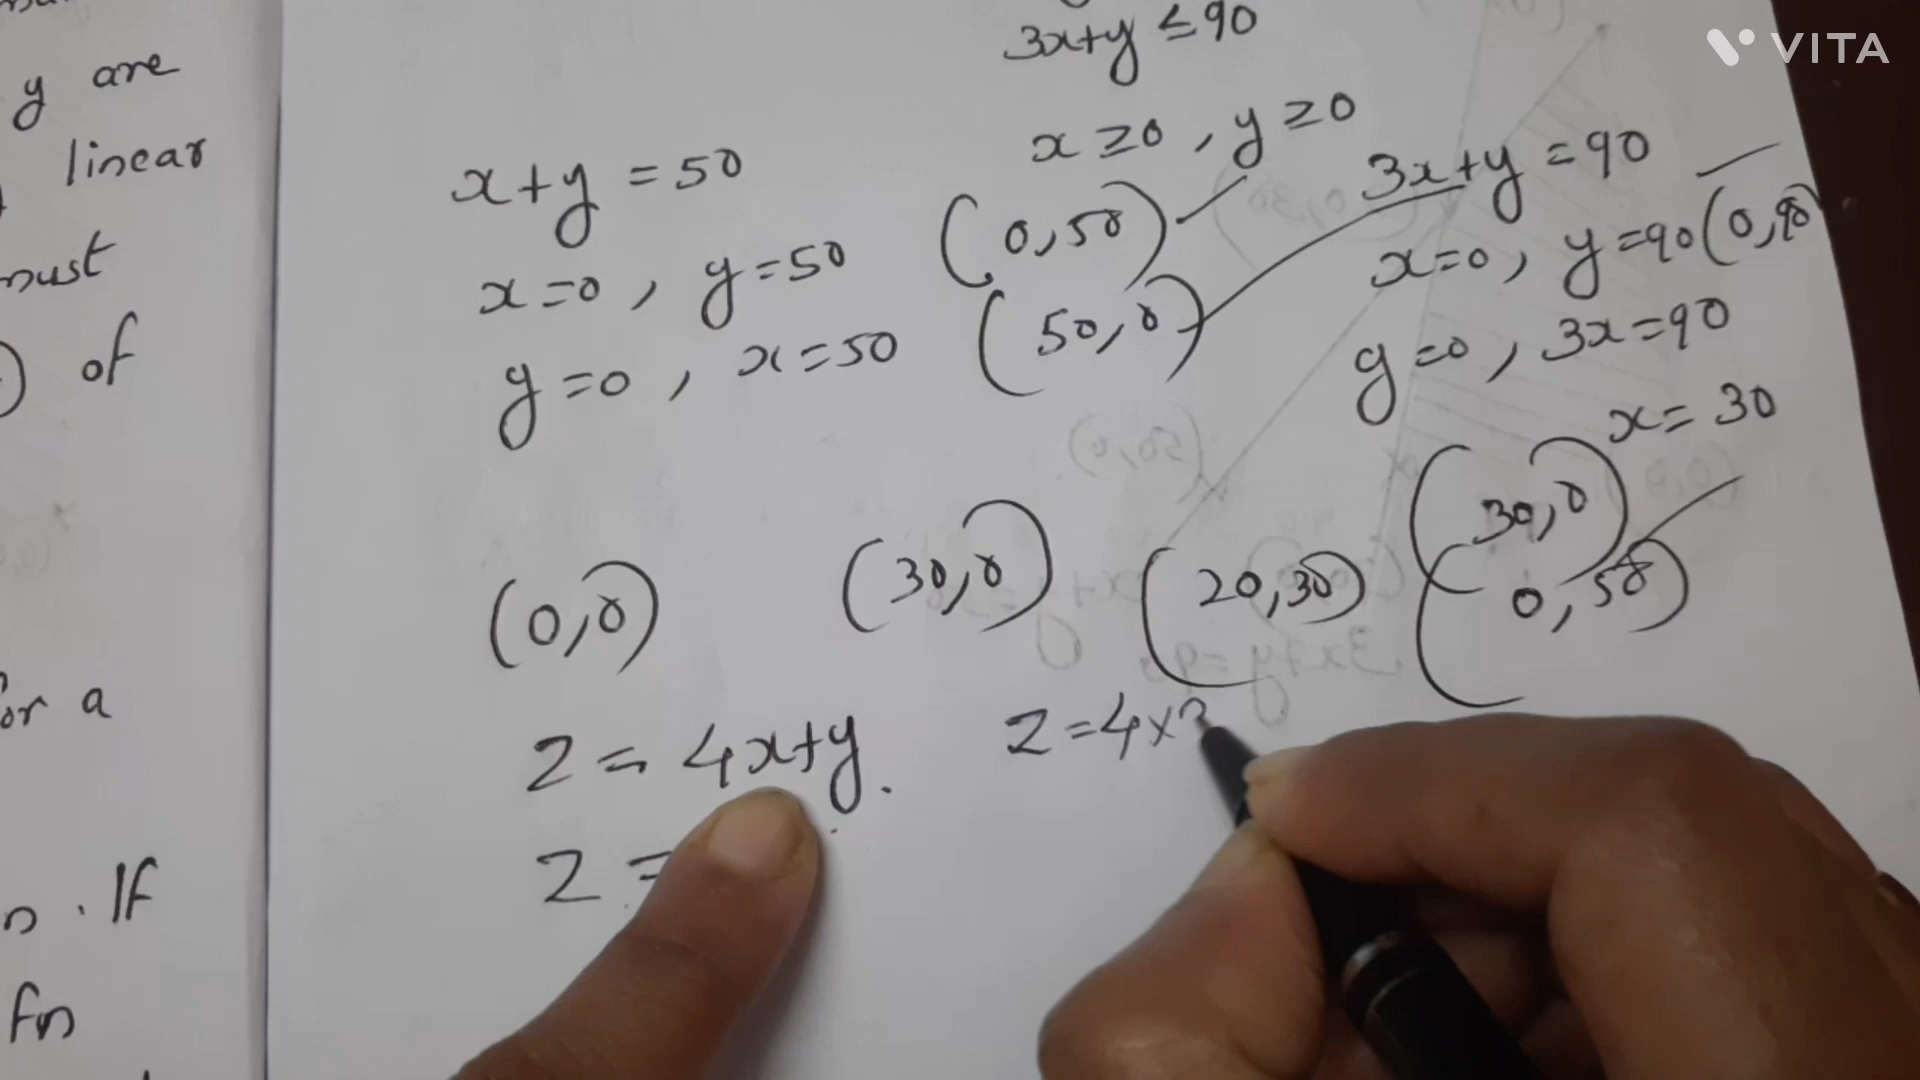 y are
linear
must
of
for a
n. If
fn
3x+y ≤90
x ≥0, y ≥0
x+y = 50
x=0, y=50 (0,50)
y=0, x=50 (50,0)
3x+y =90
x=0, y=90 (0,90)
y=0, 3x=90
x= 30
(30,0)
(0,0) (30,0) (20,30) (0,50)
z = 4x+y. z =4×
z =
VITA